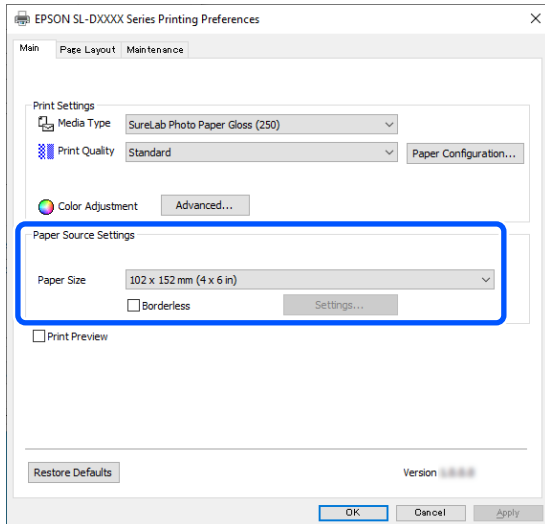 EPSON SL-DXXXX Series Printing Preferences
Main Page Layout Maintenance
Print Settings
Media Type SureLab Photo Paper Gloss (250)
Print Quality Standard Paper Configuration...
Color Adjustment Advanced...
Paper Source Settings
Paper Size 102 x 152 mm (4 x 6 in)
Borderless Settings...
Print Preview
Restore Defaults Version
OK Cancel Apply